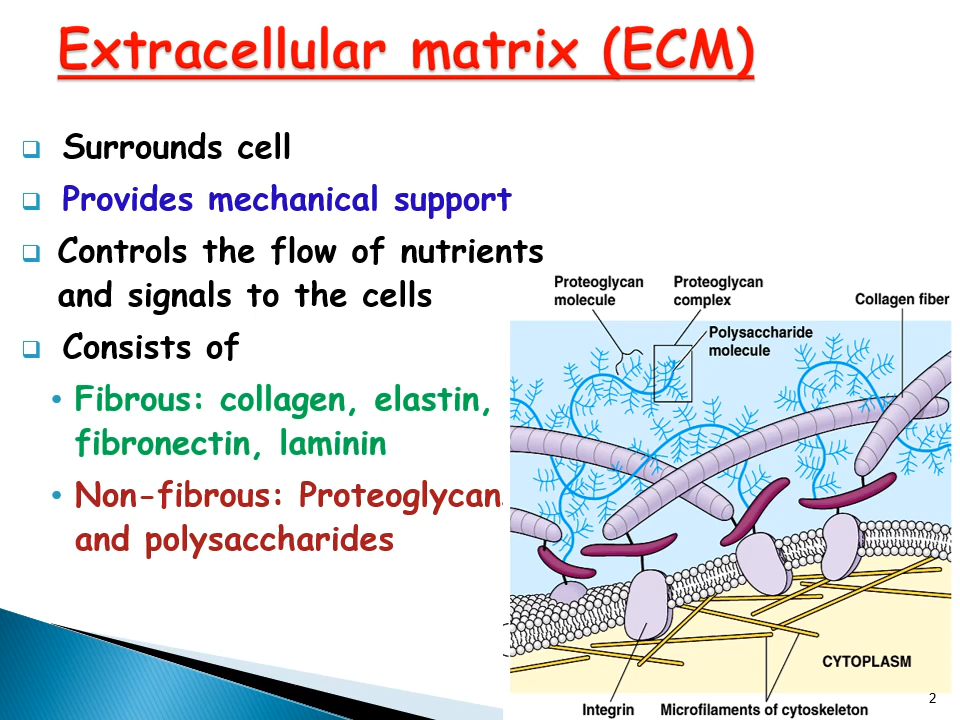 Extracellular matrix (ECM)
Surrounds cell
Provides mechanical support
Controls the flow of nutrients
and signals to the cells
Consists of
Fibrous: collagen, elastin,
fibronectin, laminin
Non-fibrous: Proteoglycans
and polysaccharides
Proteoglycan
molecule
Proteoglycan
complex
Collagen fiber
Polysaccharide
molecule
CYTOPLASM
Integrin
Microfilaments of cytoskeleton
2